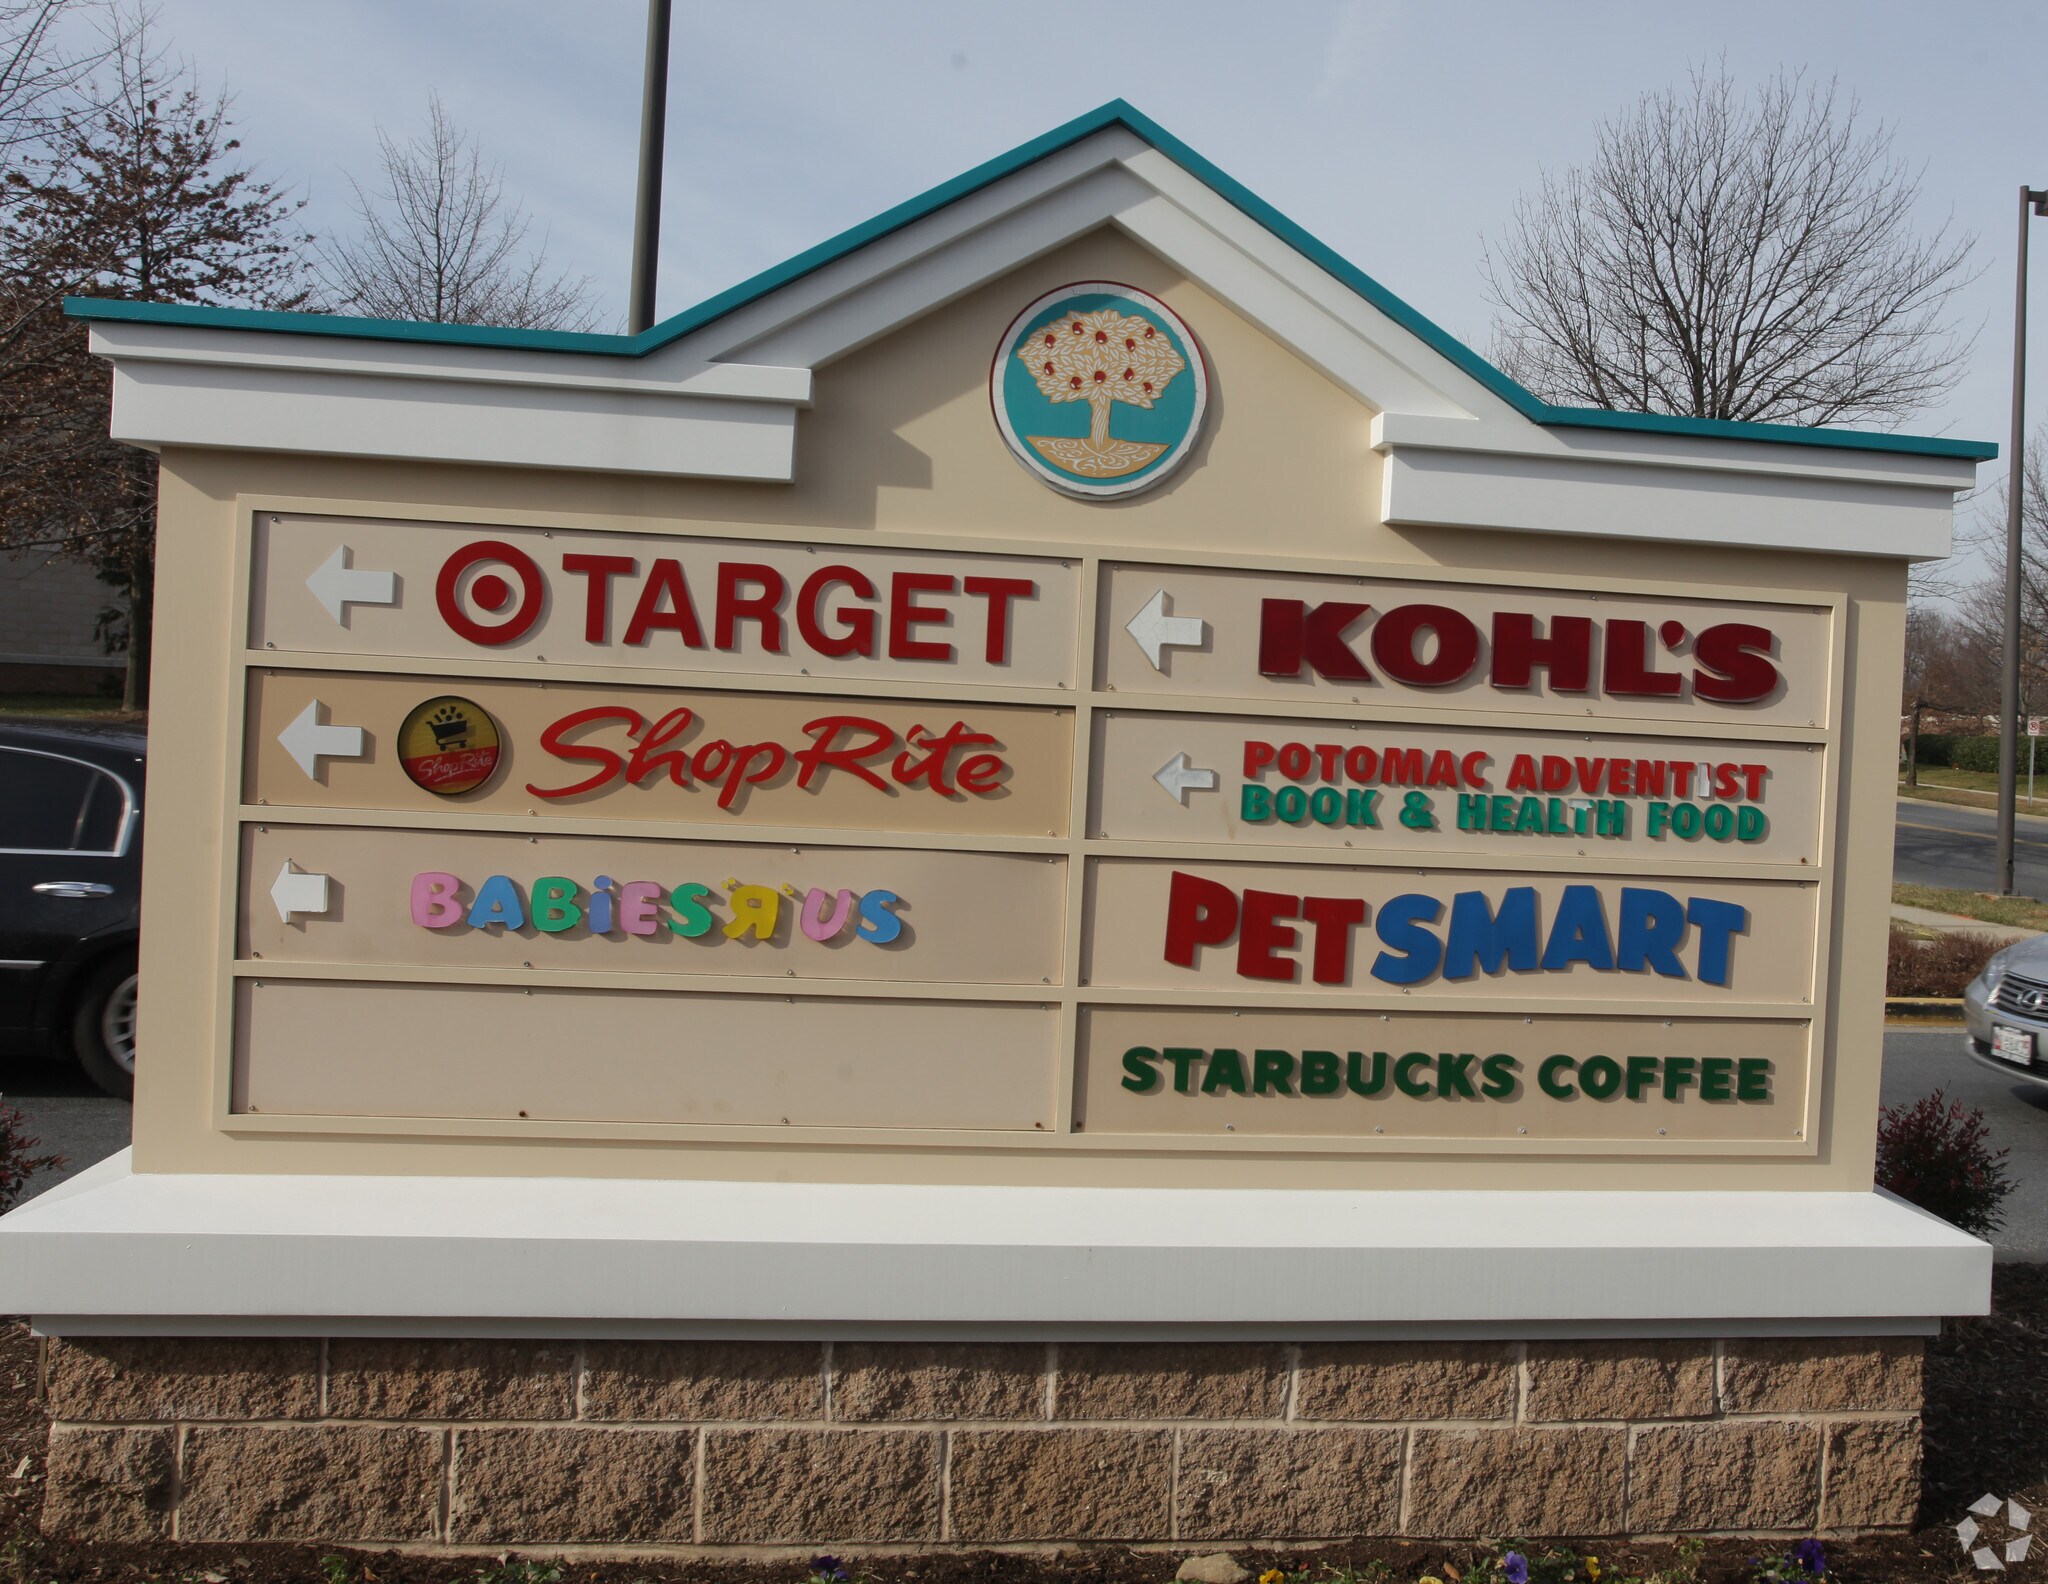 TARGET
KOHL'S
ShopRite
ShopRite
POTOMAC ADVENTIST
BOOK & HEALTH FOOD
BABIES"R"US
PETSMART
STARBUCKS COFFEE